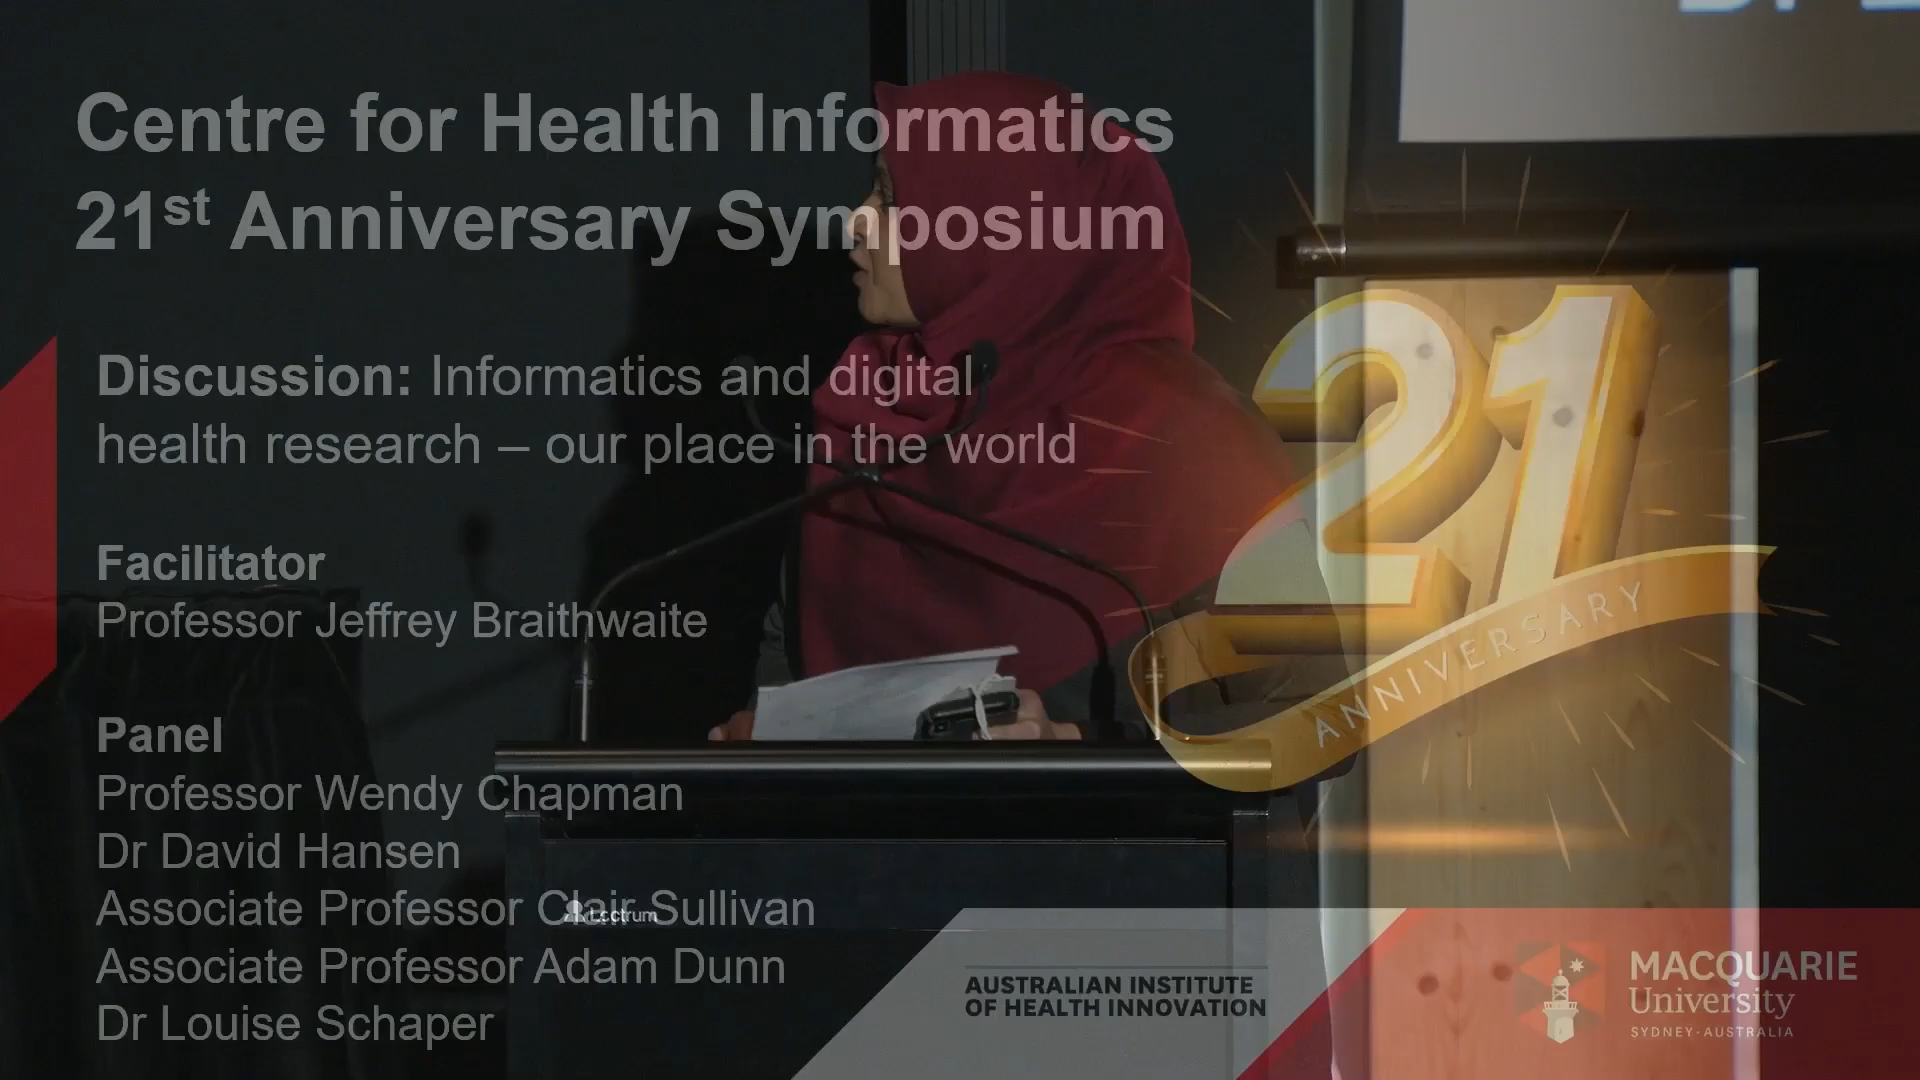 Centre for Health Informatics
21st Anniversary Symposium
Discussion: Informatics and digital
health research – our place in the world
Facilitator
Professor Jeffrey Braithwaite
Panel
Professor Wendy Chapman
Dr David Hansen
Associate Professor Clair Sullivan
Associate Professor Adam Dunn
Dr Louise Schaper
21
ANNIVERSARY
Lectrum
AUSTRALIAN INSTITUTE
OF HEALTH INNOVATION
MACQUARIE
University
SYDNEY·AUSTRALIA